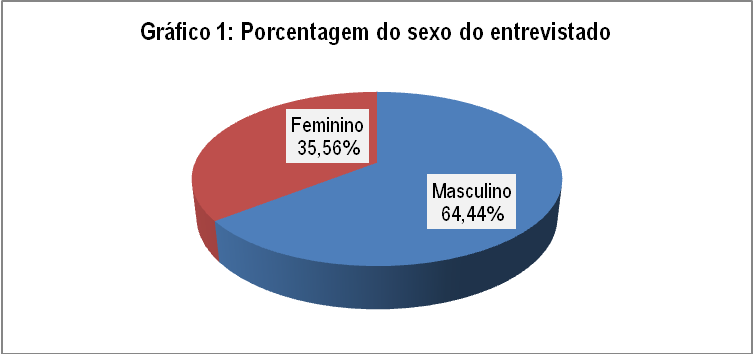 Gráfico 1: Porcentagem do sexo do entrevistado
Feminino
35,56%
Masculino
64,44%